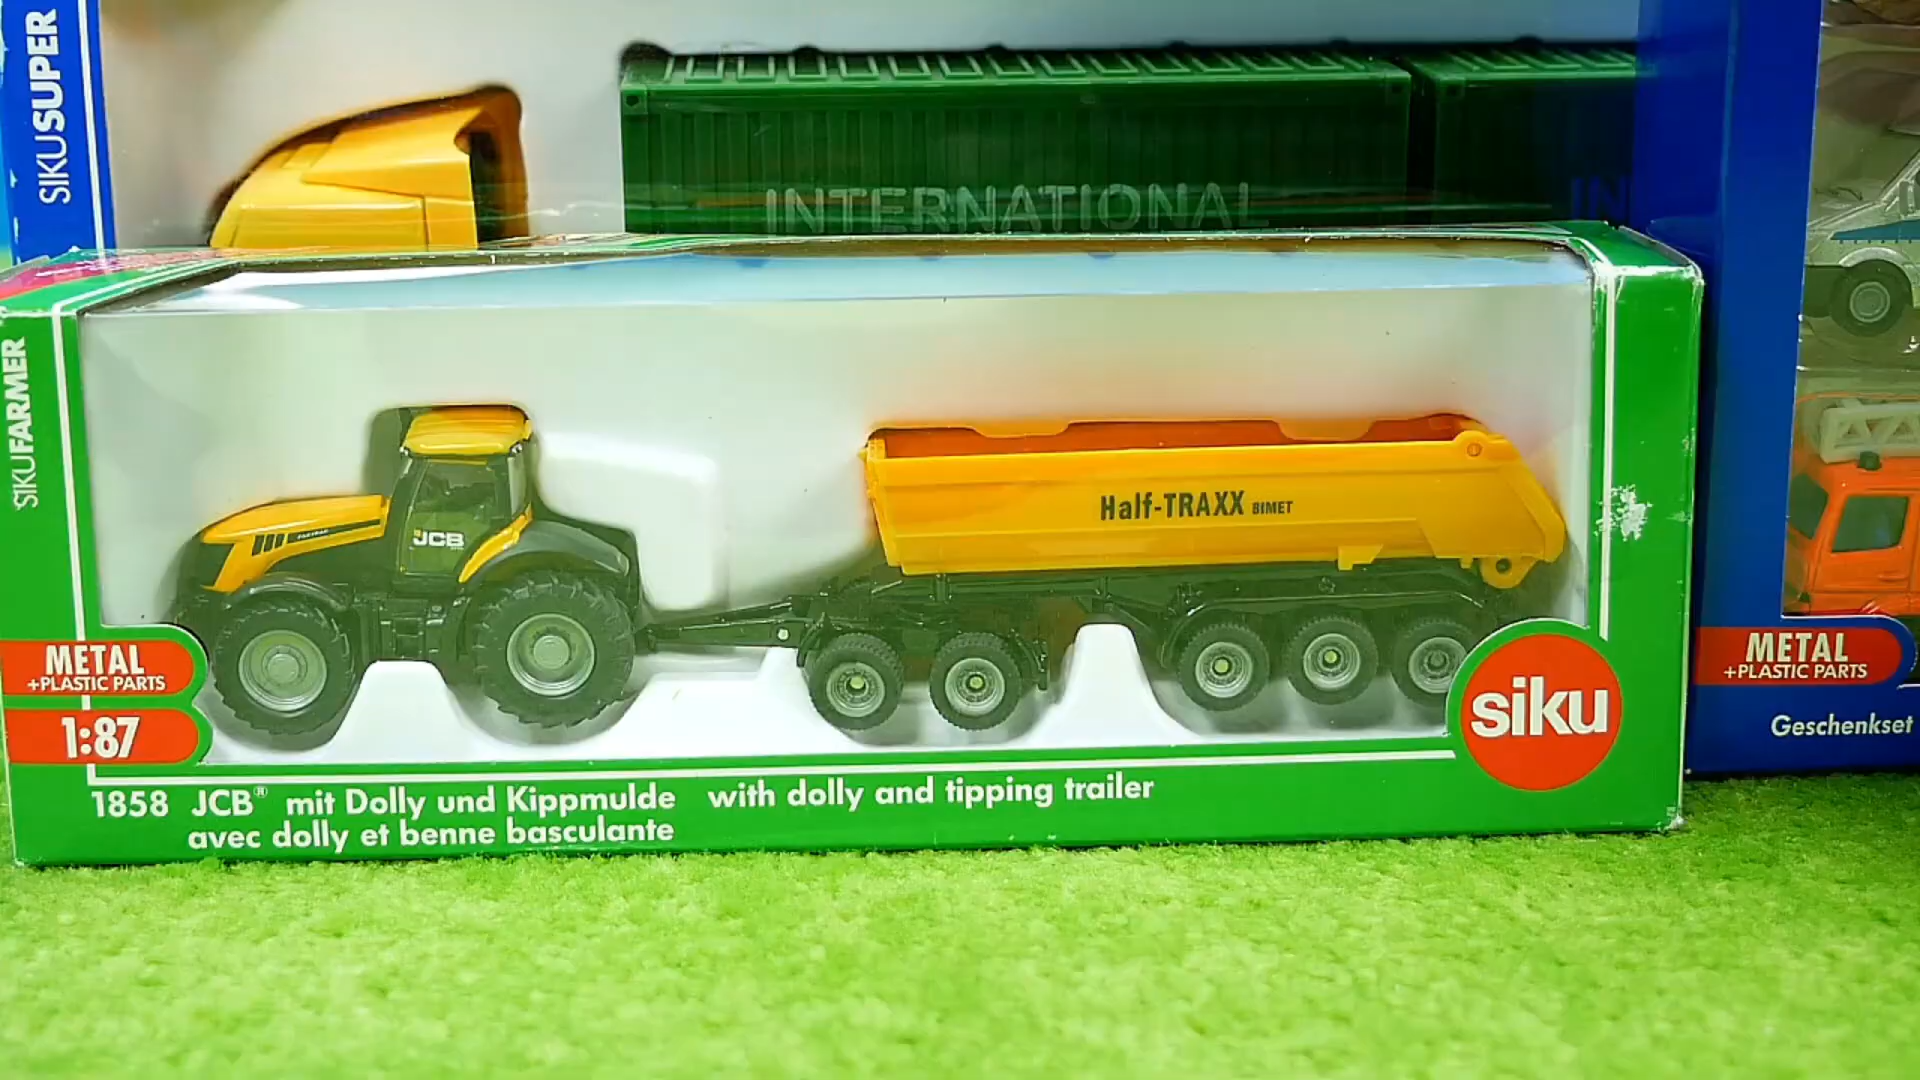 SIKUSUPER
INTERNATIONAL
IN
SIKUFARMER
Half-TRAXX BIMET
JCB
METAL
+PLASTIC PARTS
1:87
siku
1858 JCB® mit Dolly und Kippmulde with dolly and tipping trailer
avec dolly et benne basculante
METAL
+PLASTIC PARTS
Geschenkset